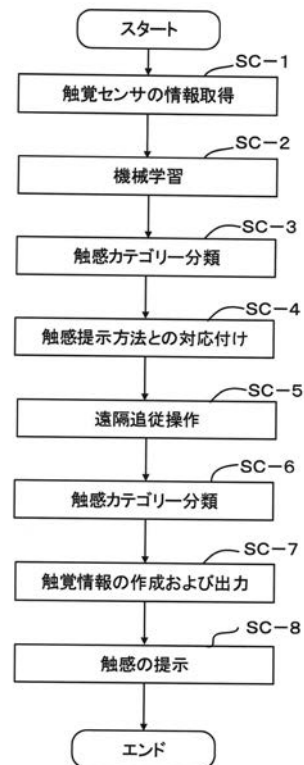 スタート
SC-1
触覚センサの情報取得
SC-2
機械学習
SC-3
触感カテゴリー分類
SC-4
触感提示方法との対応付け
SC-5
遠隔追従操作
SC-6
触感カテゴリー分類
SC-7
触覚情報の作成および出力
SC-8
触感の提示
エンド